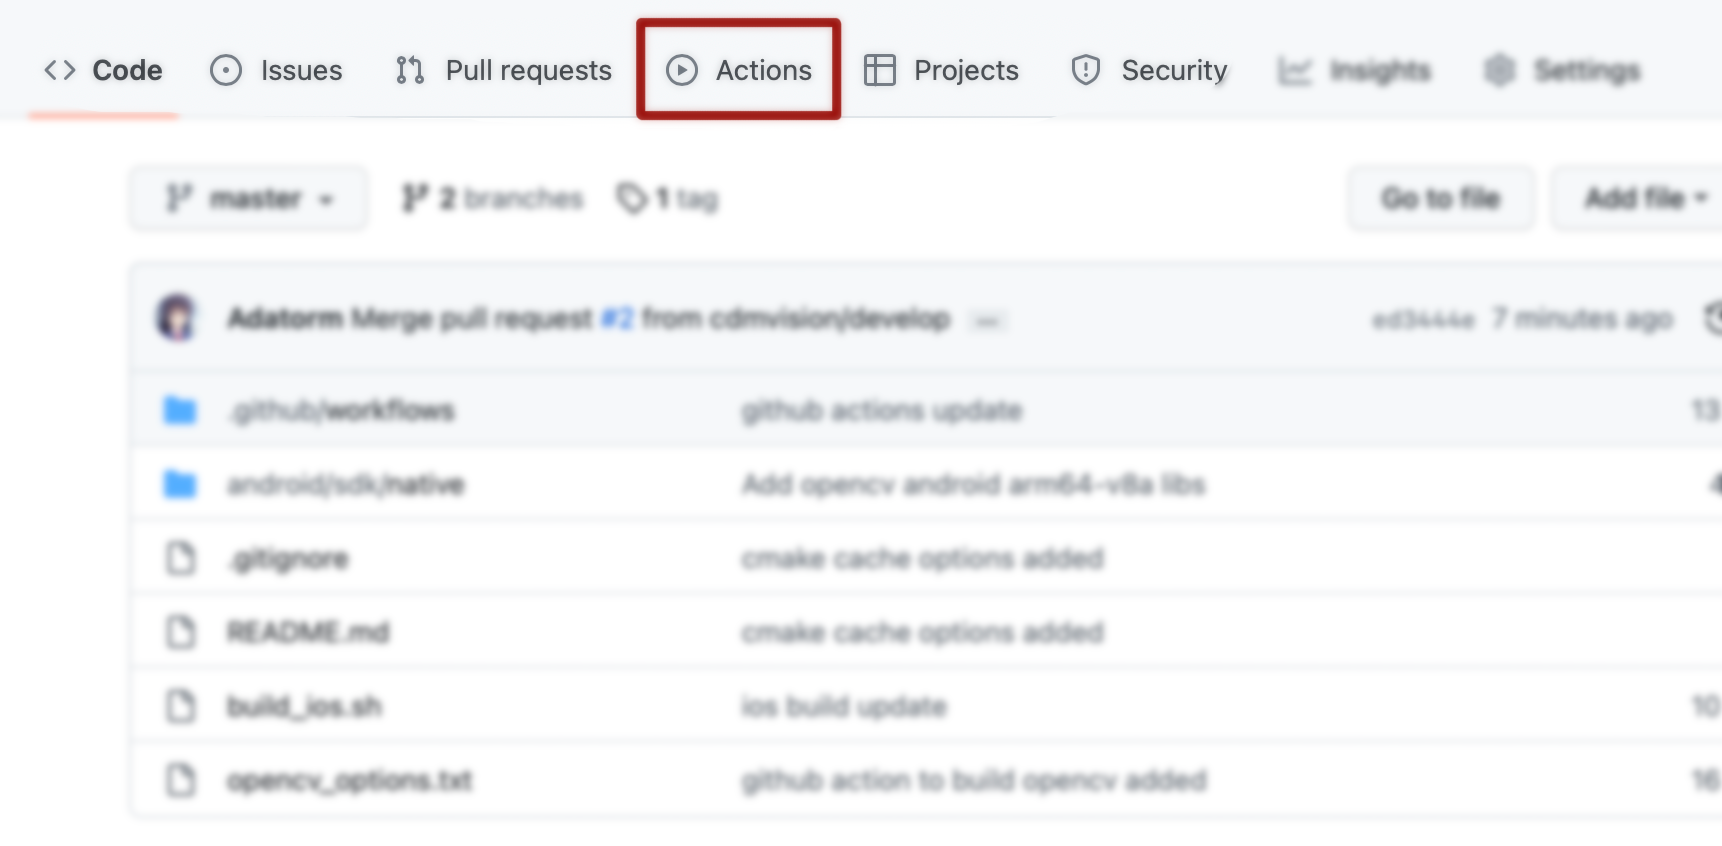 Code Issues Pull requests Actions Projects Security Insights Settings
master 2 branches 1 tag Go to file Add file
Adatorm Merge pull request #2 from cdmvision/develop ... ed3444e 7 minutes ago
.github/workflows github actions update 13
android/sdk/native Add opencv android arm64-v8a libs
.gitignore cmake cache options added
README.md cmake cache options added
build_ios.sh ios build update 10
opencv_options.txt github action to build opencv added 16